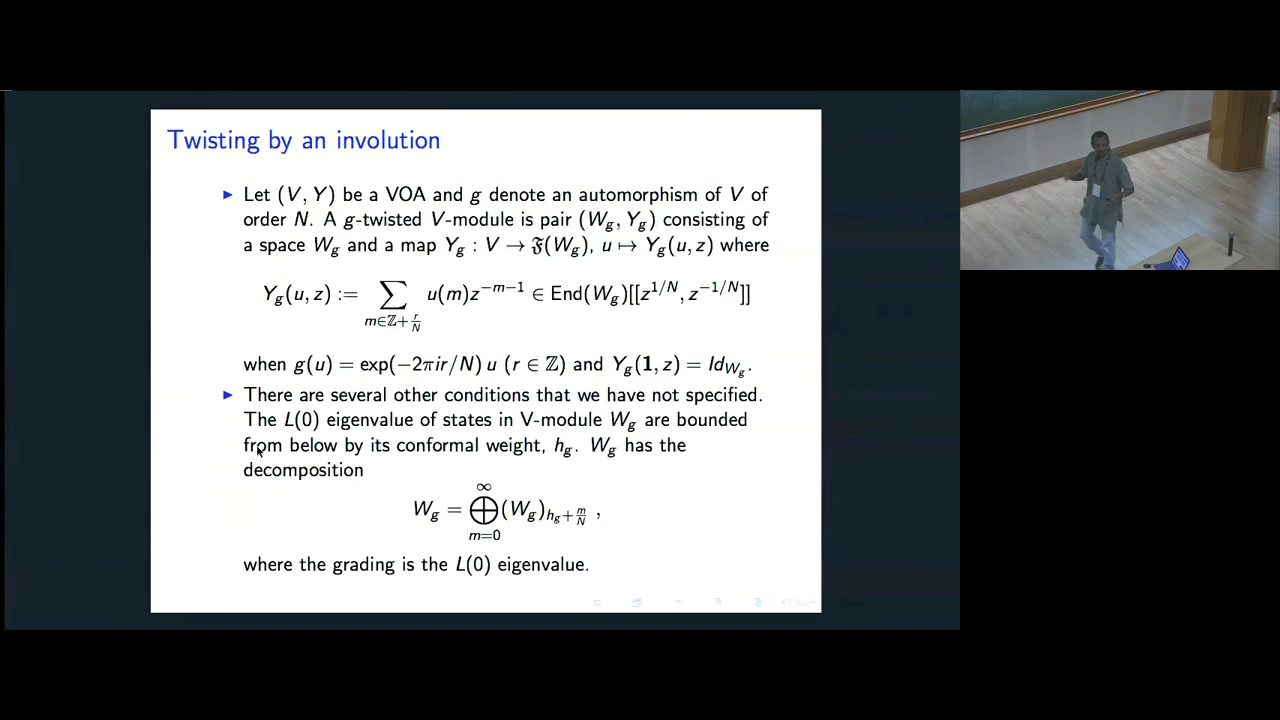 Twisting by an involution
▶ Let (V, Y) be a VOA and g denote an automorphism of V of
order N. A g-twisted V-module is pair (W_g, Y_g) consisting of
a space W_g and a map Y_g : V → 𝔉(W_g), u ↦ Y_g(u, z) where
Y_g(u, z) := ∑_{m∈ℤ+r/N} u(m)z^{−m−1} ∈ End(W_g)[[z^{1/N}, z^{−1/N}]]
when g(u) = exp(−2πir/N) u (r ∈ ℤ) and Y_g(𝟏, z) = Id_{W_g}.
▶ There are several other conditions that we have not specified.
The L(0) eigenvalue of states in V-module W_g are bounded
from below by its conformal weight, h_g. W_g has the
decomposition
W_g = ⨁_{m=0}^{∞} (W_g)_{h_g+m/N} ,
where the grading is the L(0) eigenvalue.